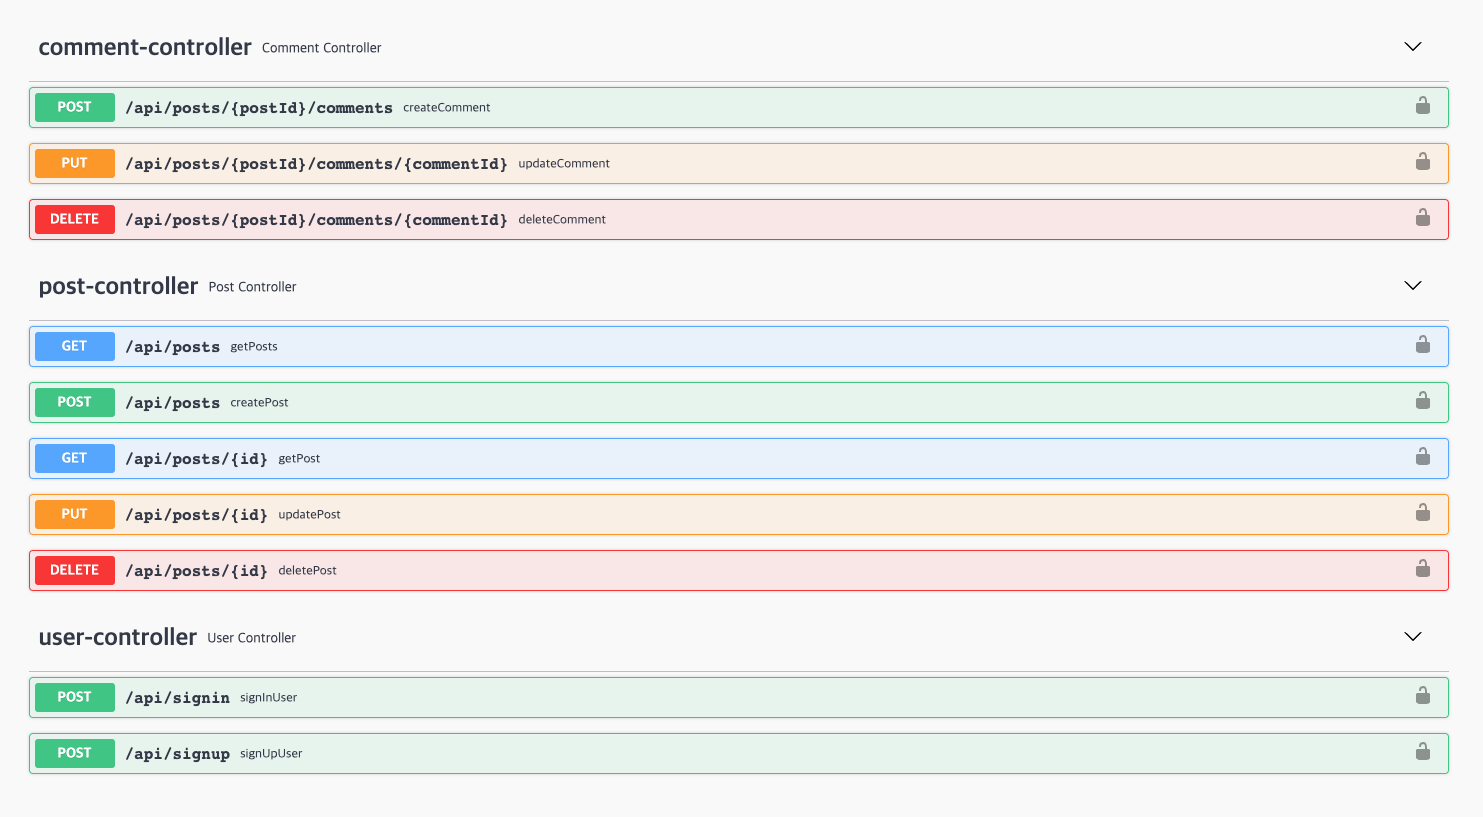 comment-controller Comment Controller
POST /api/posts/{postId}/comments createComment
PUT /api/posts/{postId}/comments/{commentId} updateComment
DELETE /api/posts/{postId}/comments/{commentId} deleteComment
post-controller Post Controller
GET /api/posts getPosts
POST /api/posts createPost
GET /api/posts/{id} getPost
PUT /api/posts/{id} updatePost
DELETE /api/posts/{id} deletePost
user-controller User Controller
POST /api/signin signInUser
POST /api/signup signUpUser